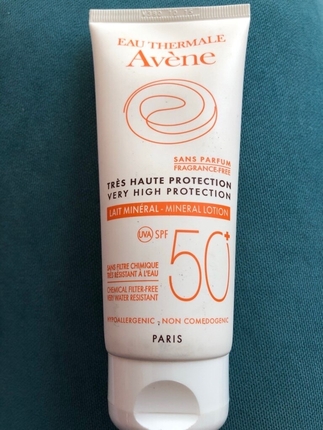 EAU THERMALE
Avène
SANS PARFUM
FRAGRANCE-FREE
TRÈS HAUTE PROTECTION
VERY HIGH PROTECTION
LAIT MINÉRAL - MINERAL LOTION
UVA SPF 50+
SANS FILTRE CHIMIQUE
TRÈS RÉSISTANT À L'EAU
CHEMICAL FILTER-FREE
VERY WATER RESISTANT
HYPOALLERGENIC, NON COMEDOGENIC
PARIS